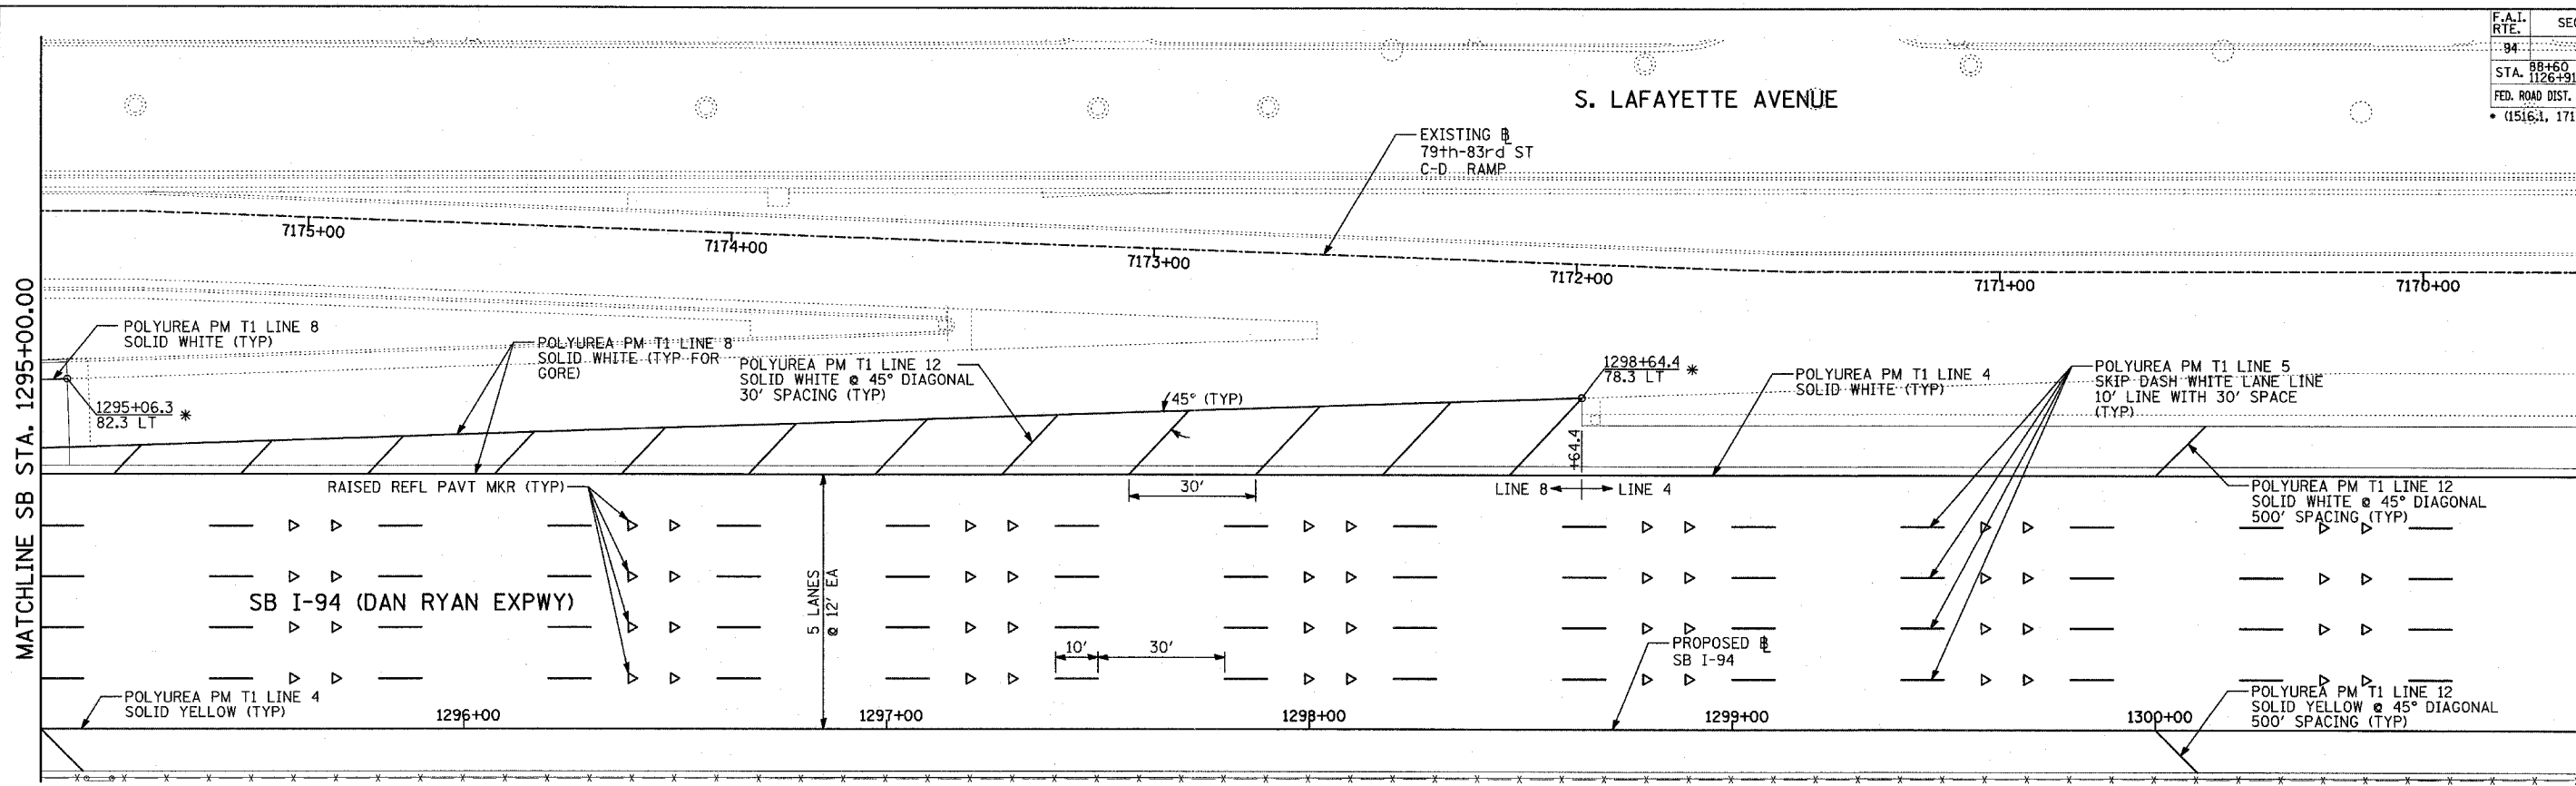 F.A.I.
RTE.
94
STA. 88+60
1126+91
FED. ROAD DIST.
S. LAFAYETTE AVENUE
EXISTING
79th-83rd ST
C-D RAMP
7175+00
7174+00
7173+00
7172+00
7171+00
7170+00
MATCHLINE SB STA. 1295+00.00
POLYUREA PM T1 LINE 8
SOLID WHITE (TYP)
1295+06.3 *
82.3 LT
POLYUREA PM T1 LINE 8
SOLID WHITE (TYP FOR
GORE)
POLYUREA PM T1 LINE 12
SOLID WHITE @ 45° DIAGONAL
30' SPACING (TYP)
45° (TYP)
1298+64.4 *
78.3 LT
+64.4
POLYUREA PM T1 LINE 4
SOLID WHITE (TYP)
POLYUREA PM T1 LINE 5
SKIP DASH WHITE LANE LINE
10' LINE WITH 30' SPACE
(TYP)
RAISED REFL PAVT MKR (TYP)
30'
LINE 8
LINE 4
POLYUREA PM T1 LINE 12
SOLID WHITE @ 45° DIAGONAL
500' SPACING (TYP)
SB I-94 (DAN RYAN EXPWY)
5 LANES
@ 12' EA
10'
30'
PROPOSED
SB I-94
POLYUREA PM T1 LINE 4
SOLID YELLOW (TYP)
POLYUREA PM T1 LINE 12
SOLID YELLOW @ 45° DIAGONAL
500' SPACING (TYP)
1296+00
1297+00
1298+00
1299+00
1300+00